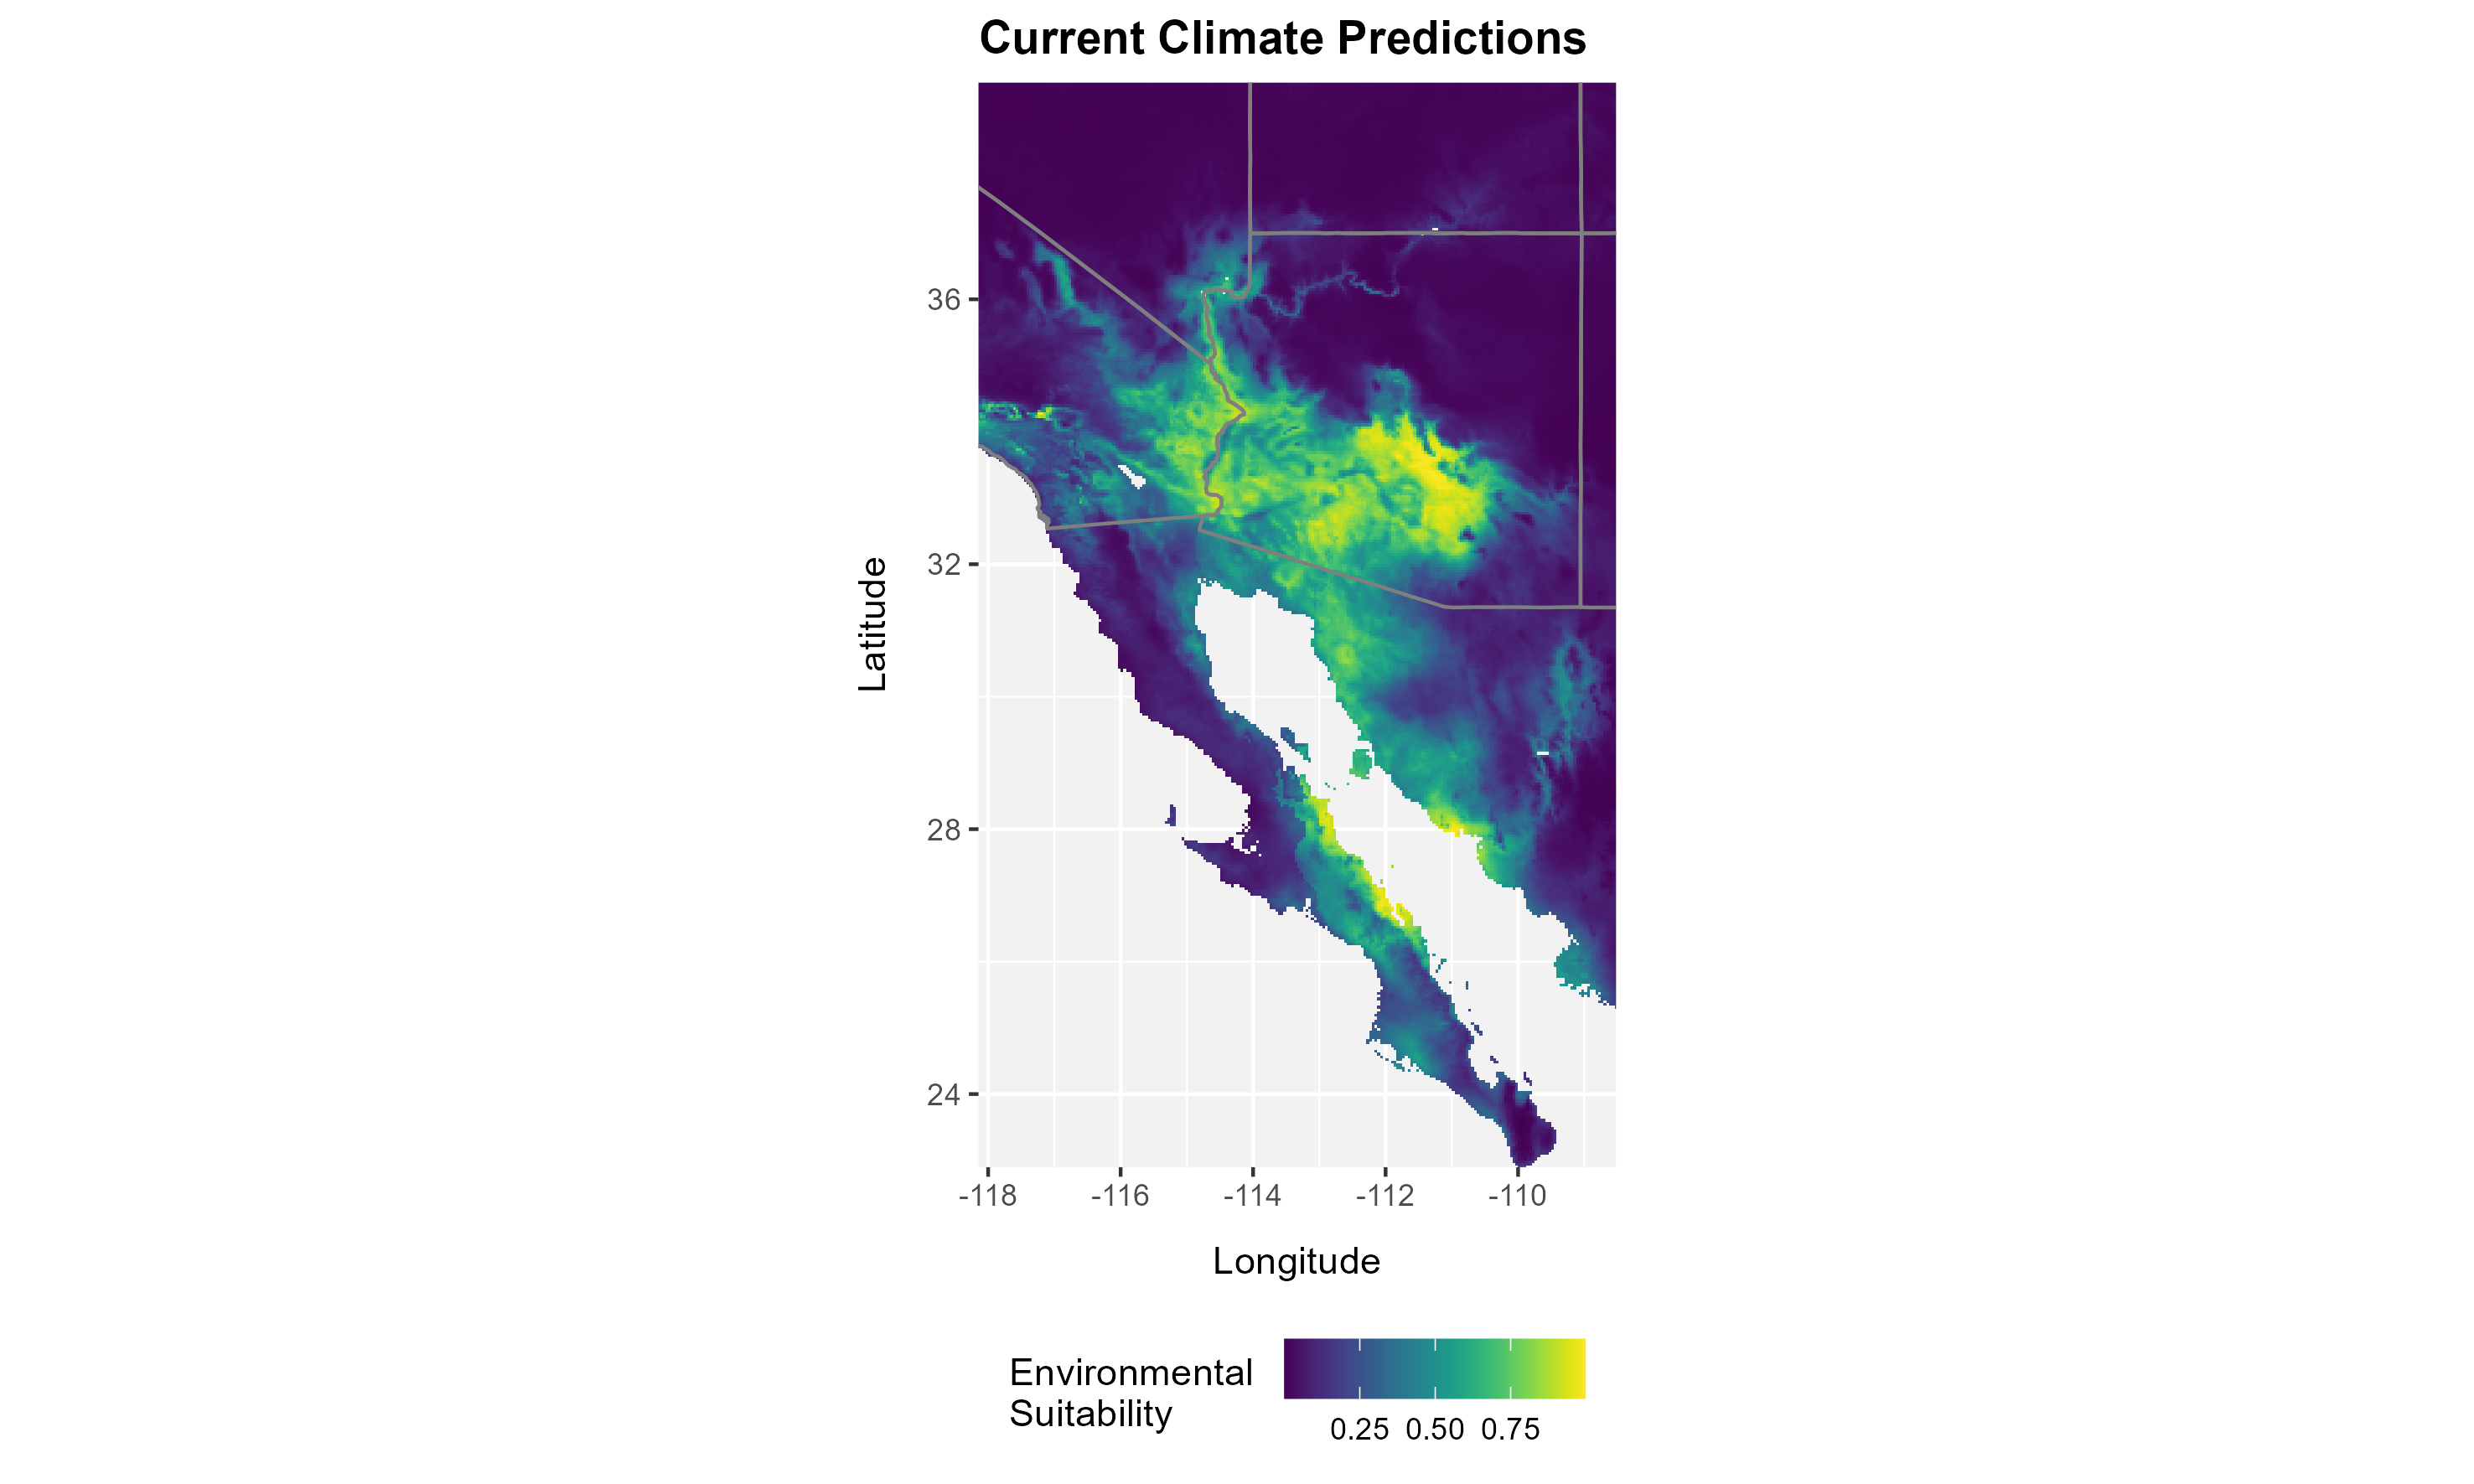 Current Climate Predictions
Latitude
36
32
28
24
-118 -116 -114 -112 -110
Longitude
Environmental
Suitability
0.25 0.50 0.75